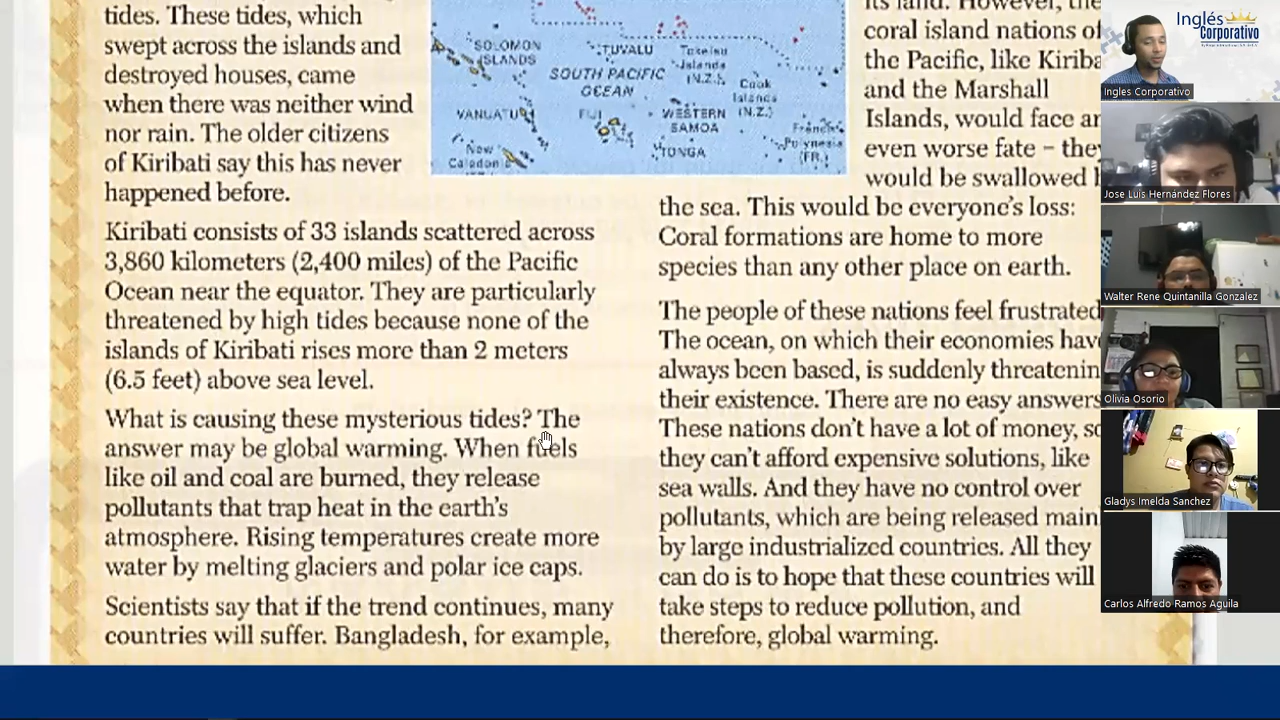 tides. These tides, which
swept across the islands and
destroyed houses, came
when there was neither wind
nor rain. The older citizens
of Kiribati say this has never
happened before.
Kiribati consists of 33 islands scattered across
3,860 kilometers (2,400 miles) of the Pacific
Ocean near the equator. They are particularly
threatened by high tides because none of the
islands of Kiribati rises more than 2 meters
(6.5 feet) above sea level.
What is causing these mysterious tides? The
answer may be global warming. When fuels
like oil and coal are burned, they release
pollutants that trap heat in the earth's
atmosphere. Rising temperatures create more
water by melting glaciers and polar ice caps.
Scientists say that if the trend continues, many
countries will suffer. Bangladesh, for example,
SOLOMON
ISLANDS
TUVALU
Tokelau
Islands
(N.Z.)
SOUTH PACIFIC
OCEAN
Cook
Islands
(N.Z.)
VANUATU
FIJI
WESTERN
SAMOA
French
Polynesia
(FR.)
New
Caledonia
TONGA
its land. However, the
coral island nations of
the Pacific, like Kiriba
and the Marshall
Islands, would face an
even worse fate – they
would be swallowed
the sea. This would be everyone's loss:
Coral formations are home to more
species than any other place on earth.
The people of these nations feel frustrated
The ocean, on which their economies have
always been based, is suddenly threatenin
their existence. There are no easy answers
These nations don't have a lot of money, so
they can't afford expensive solutions, like
sea walls. And they have no control over
pollutants, which are being released main
by large industrialized countries. All they
can do is to hope that these countries will
take steps to reduce pollution, and
therefore, global warming.
Inglés
Corporativo
Ingles Corporativo
Jose Luis Hernández Flores
Walter Rene Quintanilla Gonzalez
Olivia Osorio
Gladys Imelda Sanchez
Carlos Alfredo Ramos Aguila